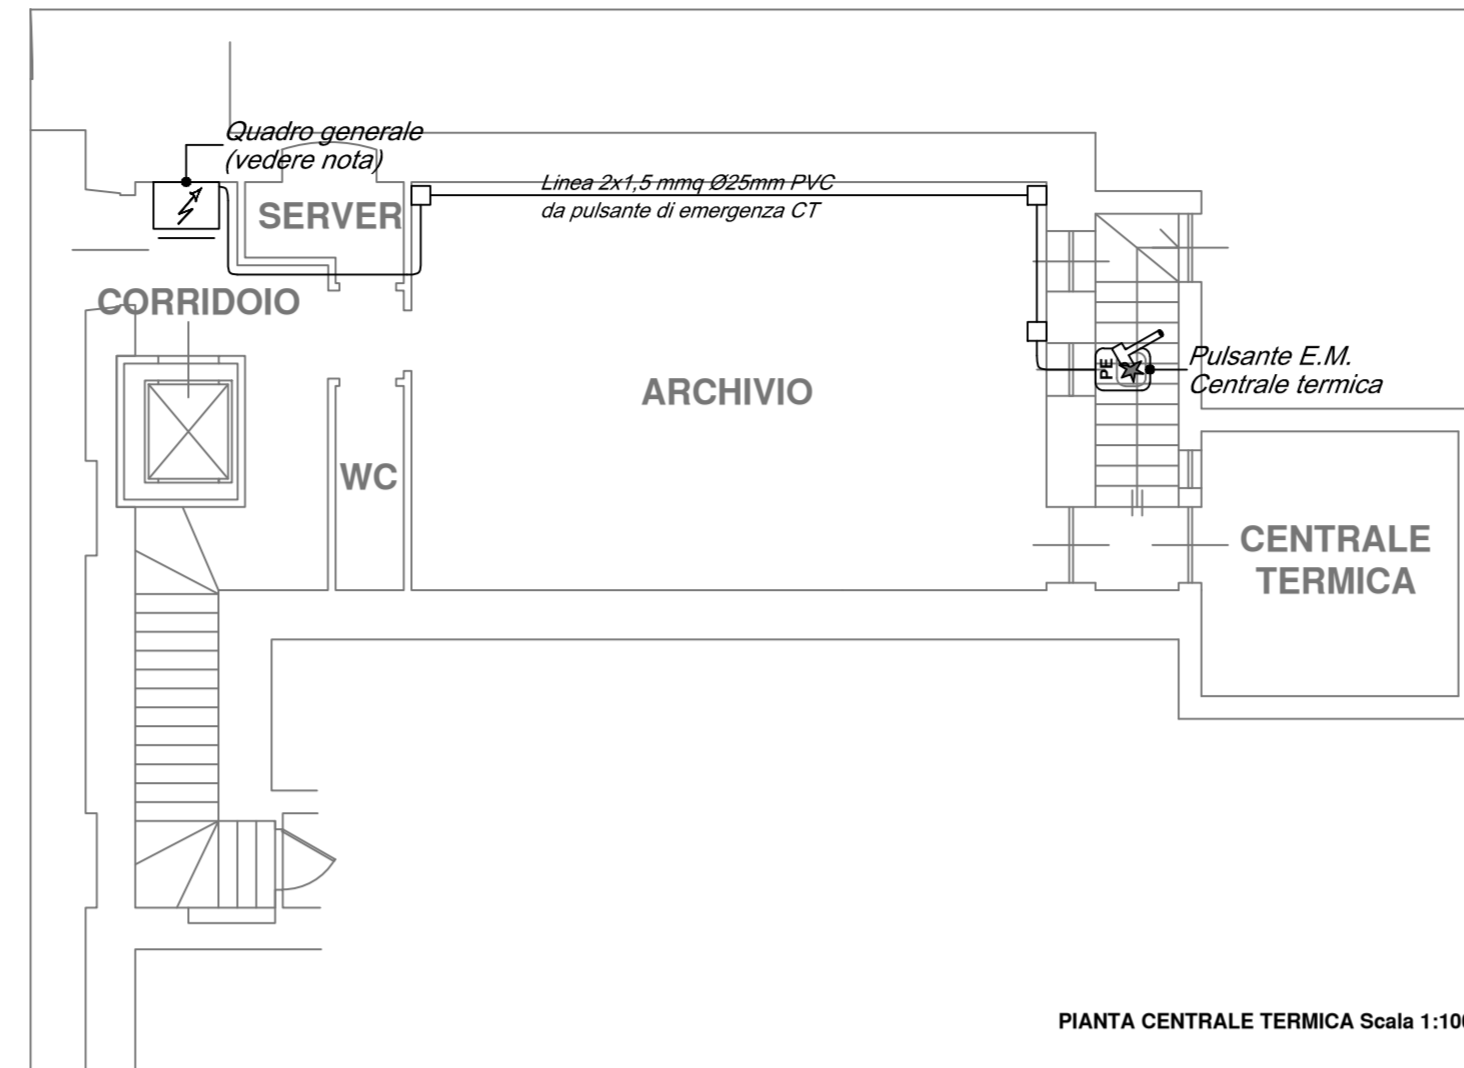 Quadro generale
(vedere nota)
Linea 2x1,5 mmq Ø25mm PVC
da pulsante di emergenza CT
SERVER
CORRIDOIO
Pulsante E.M.
Centrale termica
PE
ARCHIVIO
WC
CENTRALE
TERMICA
PIANTA CENTRALE TERMICA Scala 1:100